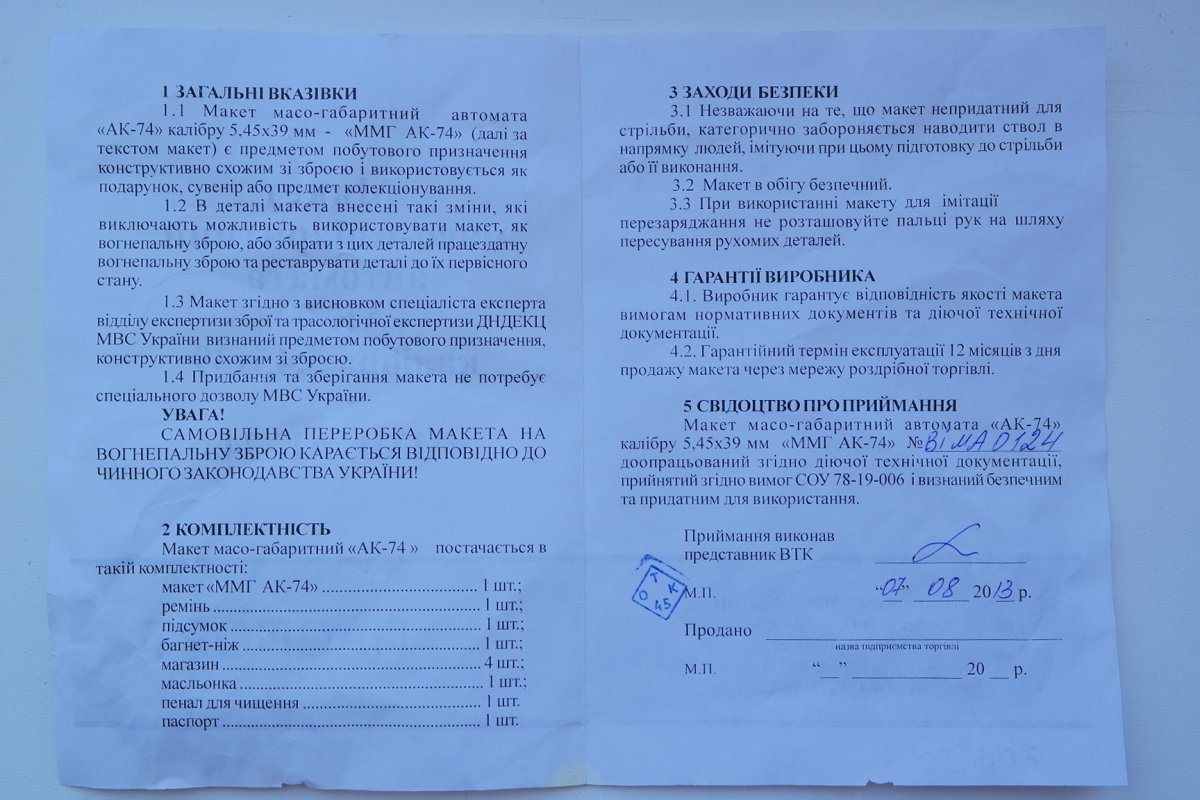 1 ЗАГАЛЬНІ ВКАЗІВКИ
1.1 Макет масо-габаритний автомата
«АК-74» калібру 5,45х39 мм - «ММГ АК-74» (далі за
текстом макет) є предметом побутового призначення
конструктивно схожим зі зброєю і використовується як
подарунок, сувенір або предмет колекціонування.
1.2 В деталі макета внесені такі зміни, які
виключають можливість використовувати макет, як
вогнепальну зброю, або збирати з цих деталей працездатну
вогнепальну зброю та реставрувати деталі до їх первісного
стану.
1.3 Макет згідно з висновком спеціаліста експерта
відділу експертизи зброї та трасологічної експертизи ДНДЕКЦ
МВС України визнаний предметом побутового призначення,
конструктивно схожим зі зброєю.
1.4 Придбання та зберігання макета не потребує
спеціального дозволу МВС України.
УВАГА!
САМОВІЛЬНА ПЕРЕРОБКА МАКЕТА НА
ВОГНЕПАЛЬНУ ЗБРОЮ КАРАЄТЬСЯ ВІДПОВІДНО ДО
ЧИННОГО ЗАКОНОДАВСТВА УКРАЇНИ!
2 КОМПЛЕКТНІСТЬ
Макет масо-габаритний «АК-74 » постачається в
такій комплектності:
макет «ММГ АК-74» ................................... 1 шт.;
ремінь ............................................................ 1 шт.;
підсумок ........................................................ 1 шт.;
багнет-ніж ..................................................... 1 шт.;
магазин .......................................................... 4 шт.;
масльонка ...................................................... 1 шт.;
пенал для чищення ........................................ 1 шт.
паспорт .......................................................... 1 шт.
3 ЗАХОДИ БЕЗПЕКИ
3.1 Незважаючи на те, що макет непридатний для
стрільби, категорично забороняється наводити ствол в
напрямку людей, імітуючи при цьому підготовку до стрільби
або її виконання.
3.2 Макет в обігу безпечний.
3.3 При використанні макету для імітації
перезаряджання не розташовуйте пальці рук на шляху
пересування рухомих деталей.
4 ГАРАНТІЇ ВИРОБНИКА
4.1. Виробник гарантує відповідність якості макета
вимогам нормативних документів та діючої технічної
документації.
4.2. Гарантійний термін експлуатації 12 місяців з дня
продажу макета через мережу роздрібної торгівлі.
5 СВІДОЦТВО ПРО ПРИЙМАННЯ
Макет масо-габаритний автомата «АК-74»
калібру 5,45х39 мм «ММГ АК-74» № ВІМА0124
доопрацьований згідно діючої технічної документації,
прийнятий згідно вимог СОУ 78-19-006 і визнаний безпечним
та придатним для використання.
Приймання виконав
представник ВТК
ОТК 45
М.П. “07” 08 2013 р.
Продано
назва підприємства торгівлі
М.П. “__” ____________ 20 __ р.